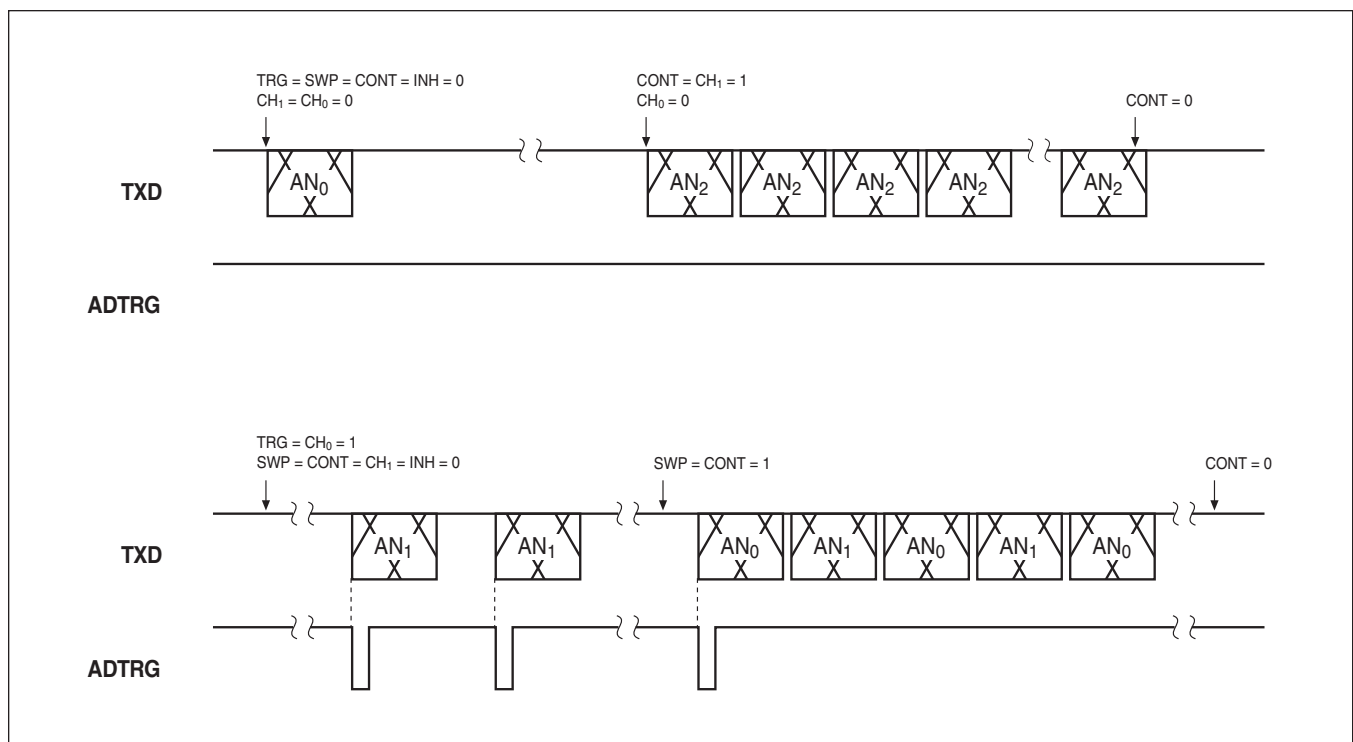 TRG = SWP = CONT = INH = 0
CH₁ = CH₀ = 0
CONT = CH₁ = 1
CH₀ = 0
CONT = 0
TXD
AN₀
AN₂
AN₂
AN₂
AN₂
AN₂
ADTRG
TRG = CH₀ = 1
SWP = CONT = CH₁ = INH = 0
SWP = CONT = 1
CONT = 0
TXD
AN₁
AN₁
AN₀
AN₁
AN₀
AN₁
AN₀
ADTRG